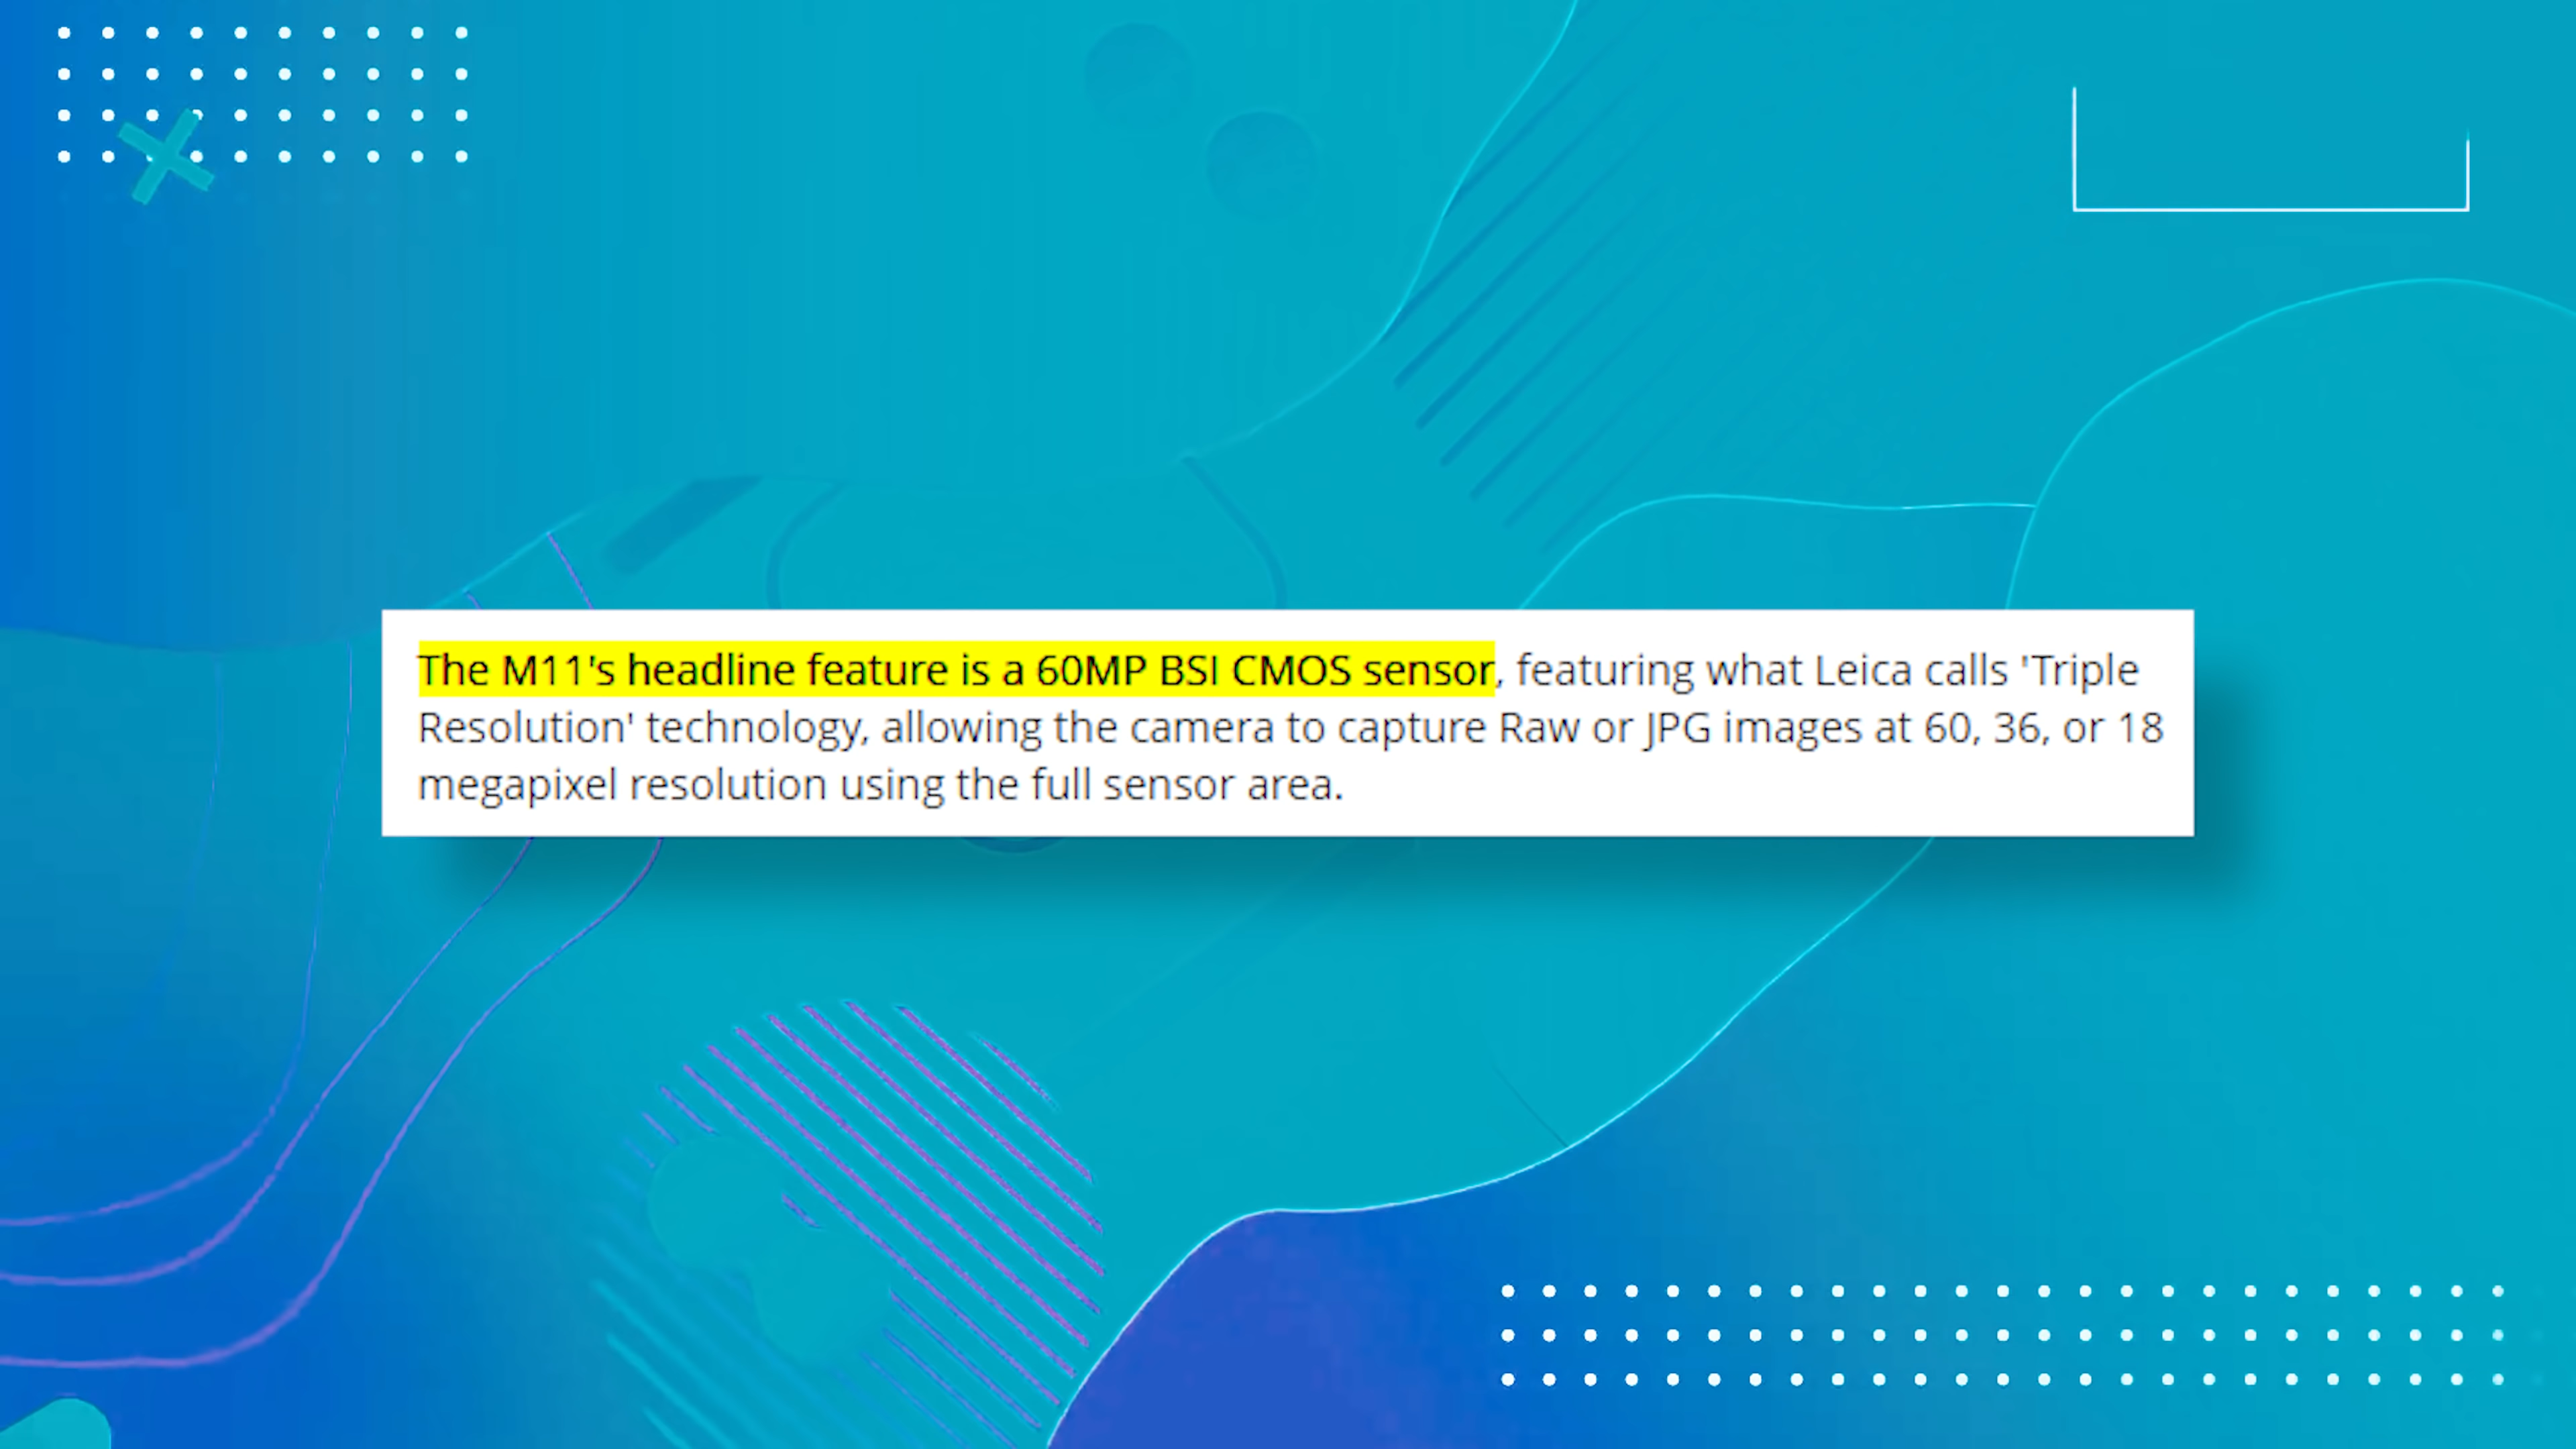 The M11's headline feature is a 60MP BSI CMOS sensor, featuring what Leica calls 'Triple
Resolution' technology, allowing the camera to capture Raw or JPG images at 60, 36, or 18
megapixel resolution using the full sensor area.